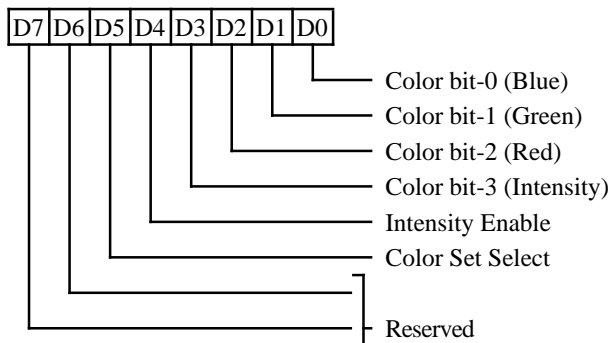 D7 D6 D5 D4 D3 D2 D1 D0
Color bit-0 (Blue)
Color bit-1 (Green)
Color bit-2 (Red)
Color bit-3 (Intensity)
Intensity Enable
Color Set Select
Reserved